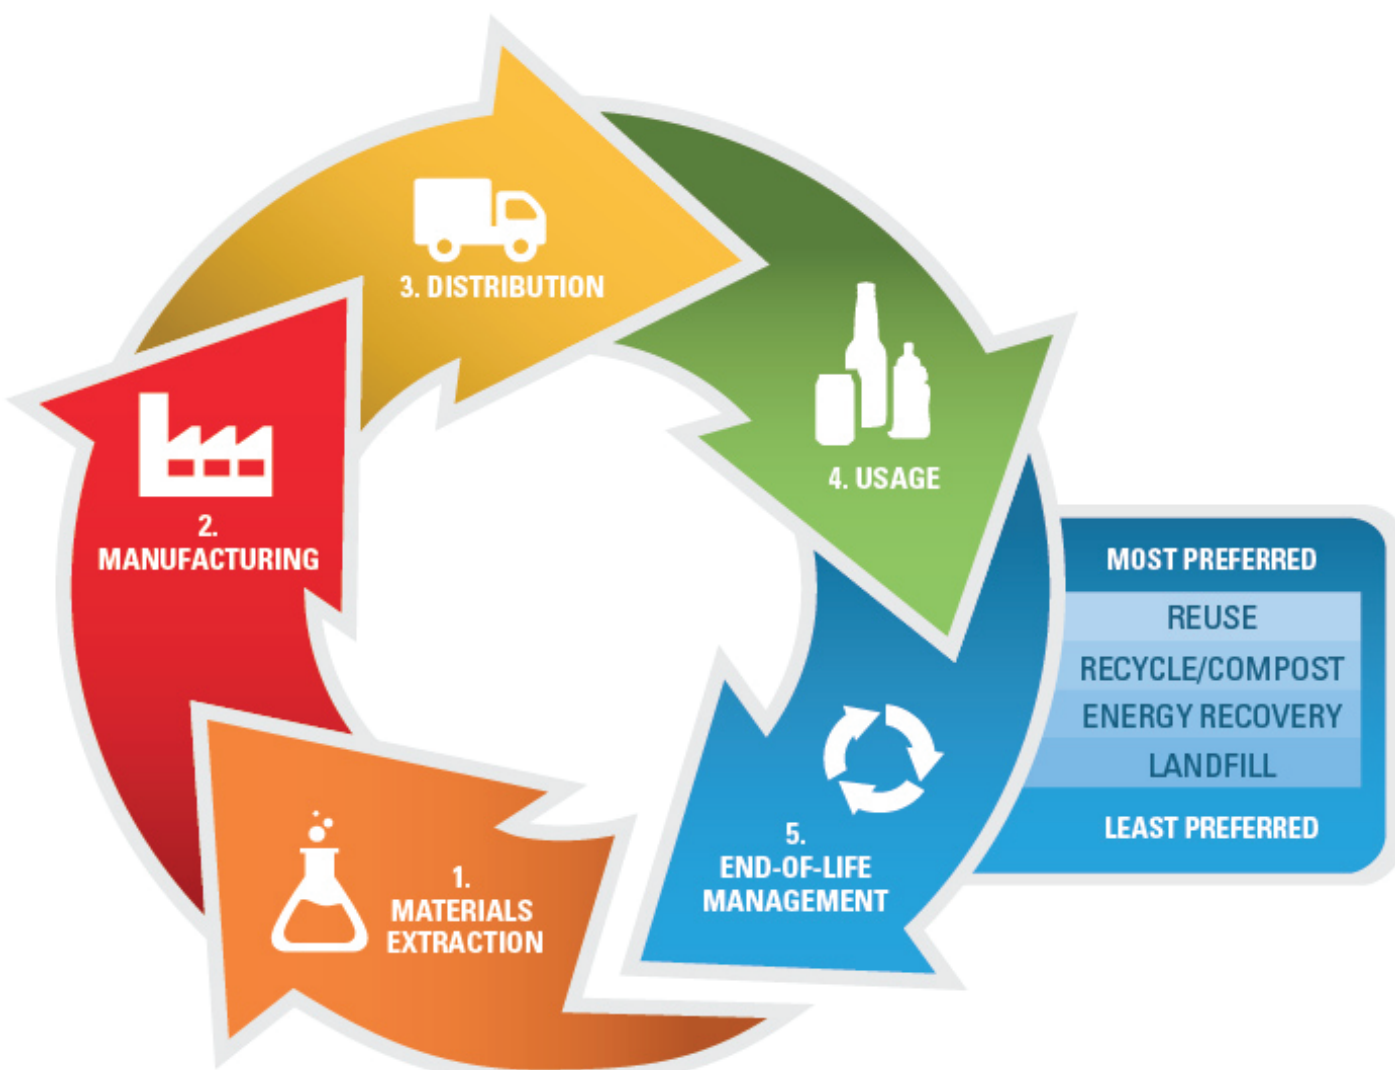 3. DISTRIBUTION
4. USAGE
2.
MANUFACTURING
1.
MATERIALS
EXTRACTION
5.
END-OF-LIFE
MANAGEMENT
MOST PREFERRED
REUSE
RECYCLE/COMPOST
ENERGY RECOVERY
LANDFILL
LEAST PREFERRED